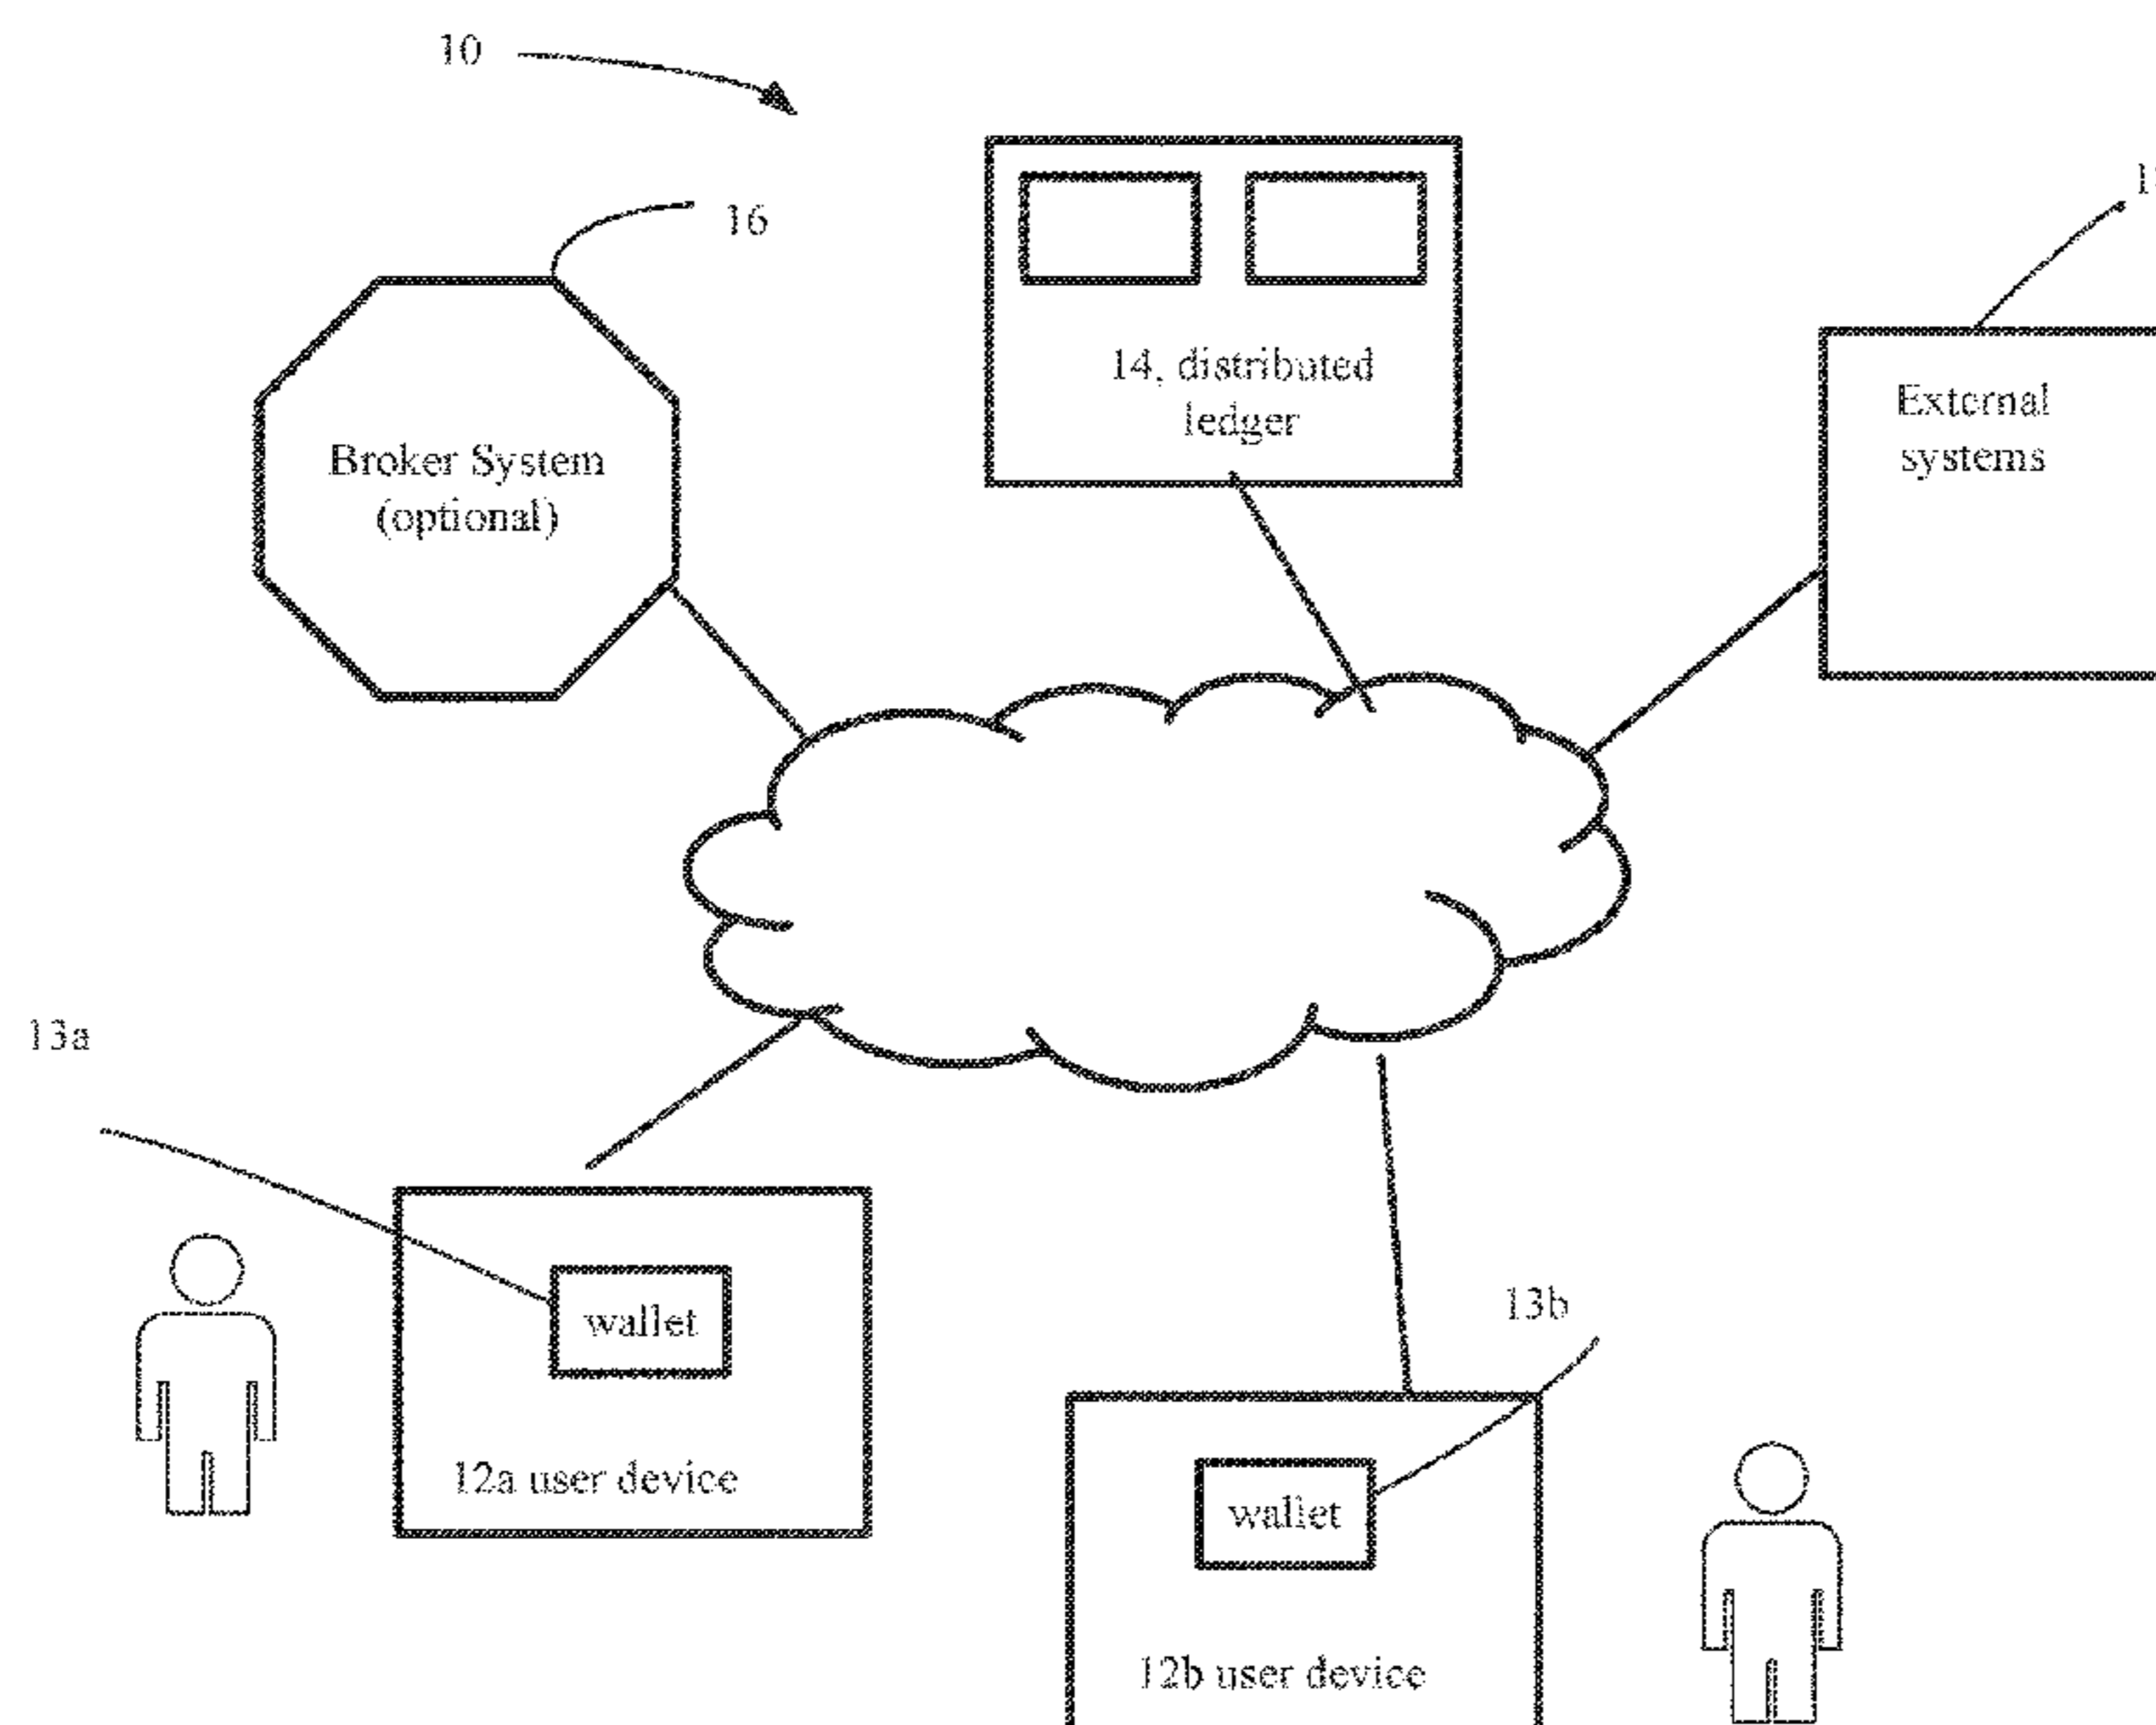 10
16
14, distributed
ledger
External
systems
Broker System
(optional)
13a
wallet
13b
12a user device
wallet
12b user device